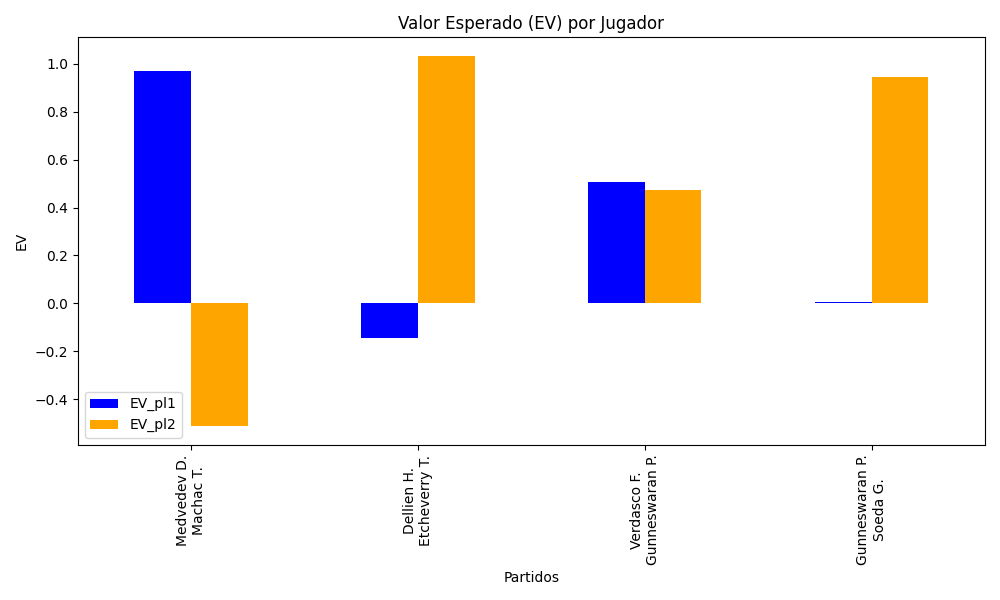 Valor Esperado (EV) por Jugador
EV
1.0
0.8
0.6
0.4
0.2
0.0
−0.2
−0.4
EV_pl1
EV_pl2
Medvedev D.
Machac T.
Dellien H.
Etcheverry T.
Verdasco F.
Gunneswaran P.
Gunneswaran P.
Soeda G.
Partidos